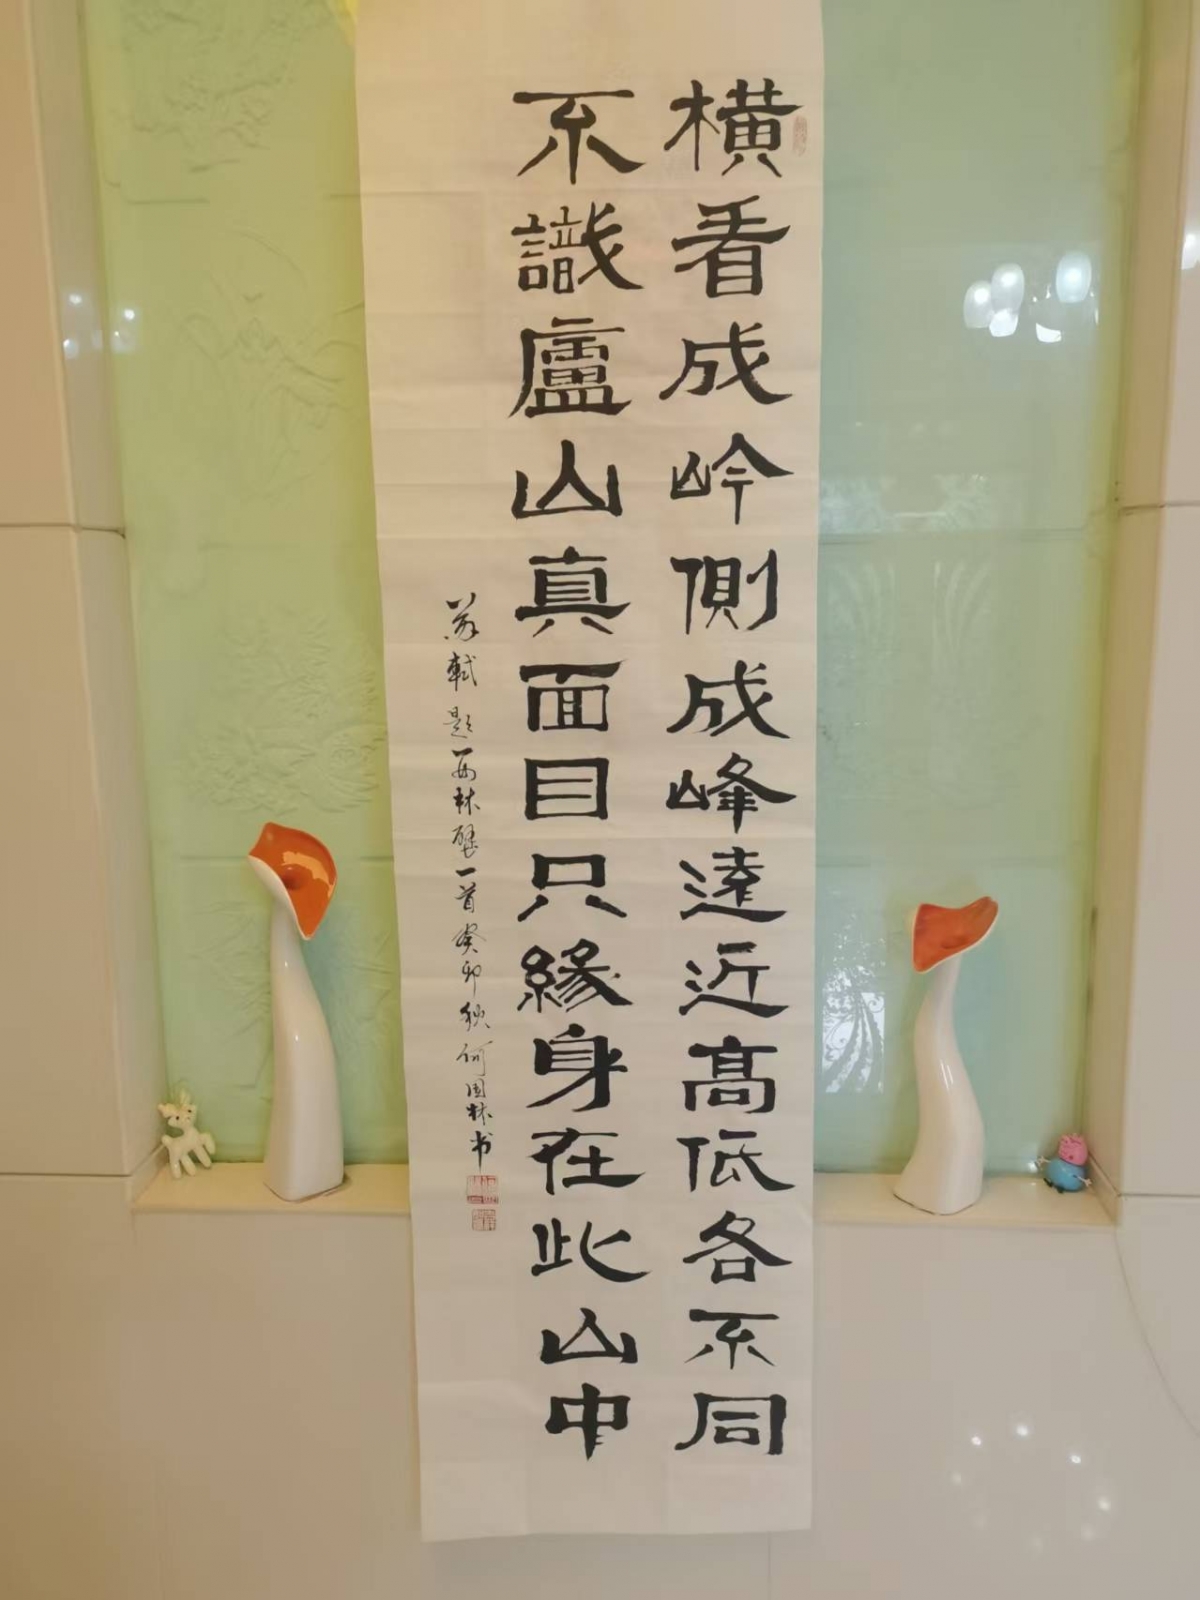 橫看成岭側成峰遠近高低各不同
不識廬山真面目只緣身在此山中
蘇軾題西林壁一首癸卯秋何国林书